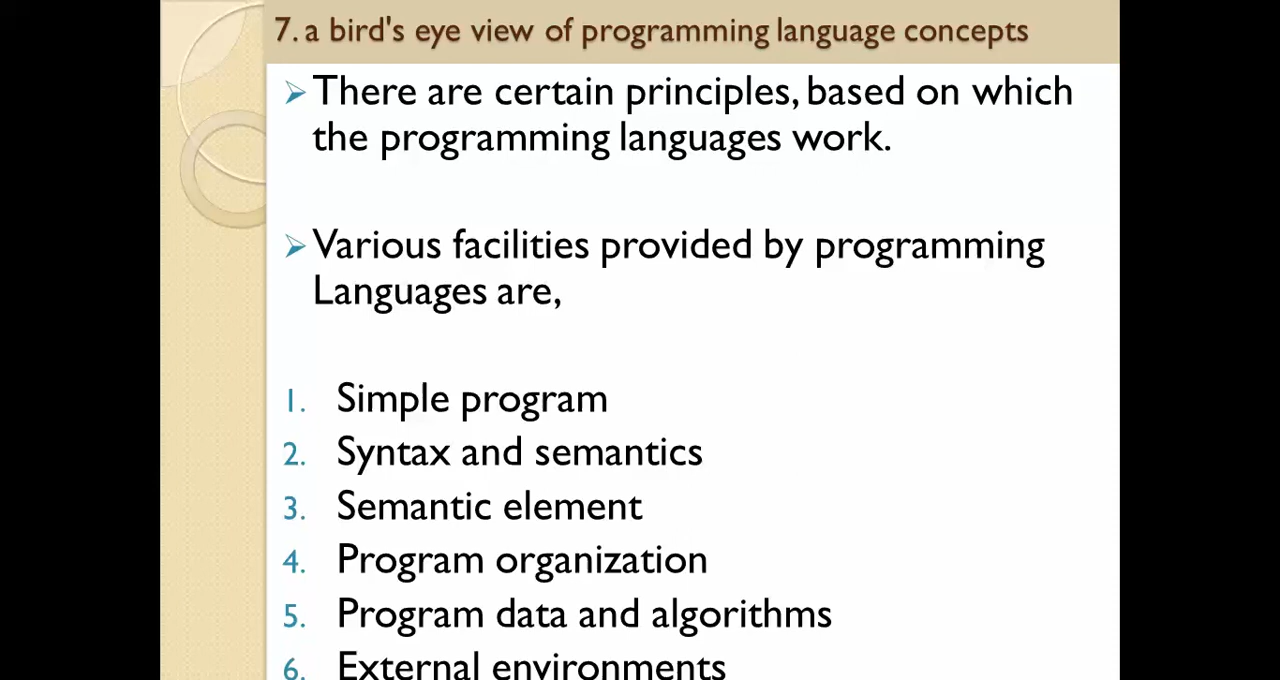 7. a bird's eye view of programming language concepts
There are certain principles, based on which
the programming languages work.
Various facilities provided by programming
Languages are,
1. Simple program
2. Syntax and semantics
3. Semantic element
4. Program organization
5. Program data and algorithms
6. External environments